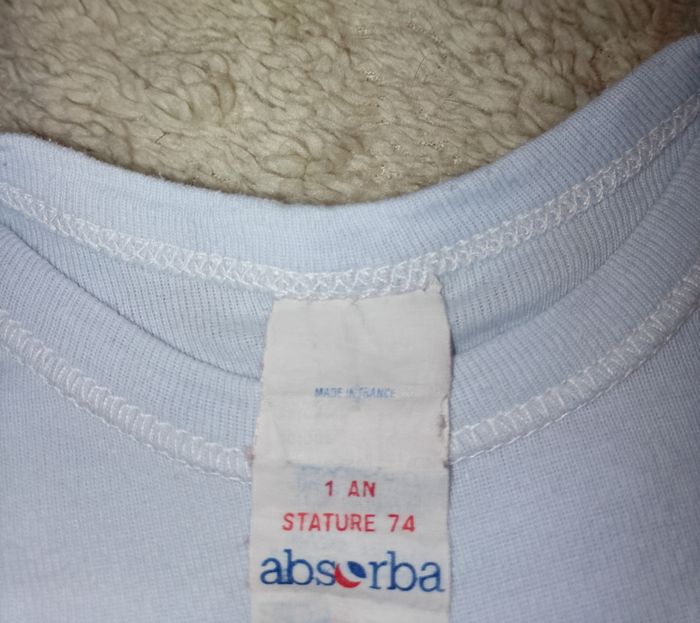 MADE IN FRANCE
1 AN
STATURE 74
absorba